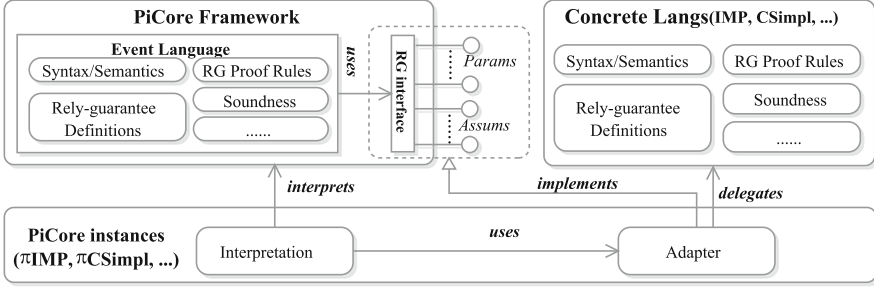 PiCore Framework
Event Language
Syntax/Semantics
RG Proof Rules
Rely-guarantee
Definitions
Soundness
......
uses
RG interface
Params
Assums
Concrete Langs(IMP, CSimpl, ...)
Syntax/Semantics
RG Proof Rules
Rely-guarantee
Definitions
Soundness
......
interprets
implements
delegates
PiCore instances
(πIMP, πCSimpl, ...)
Interpretation
uses
Adapter